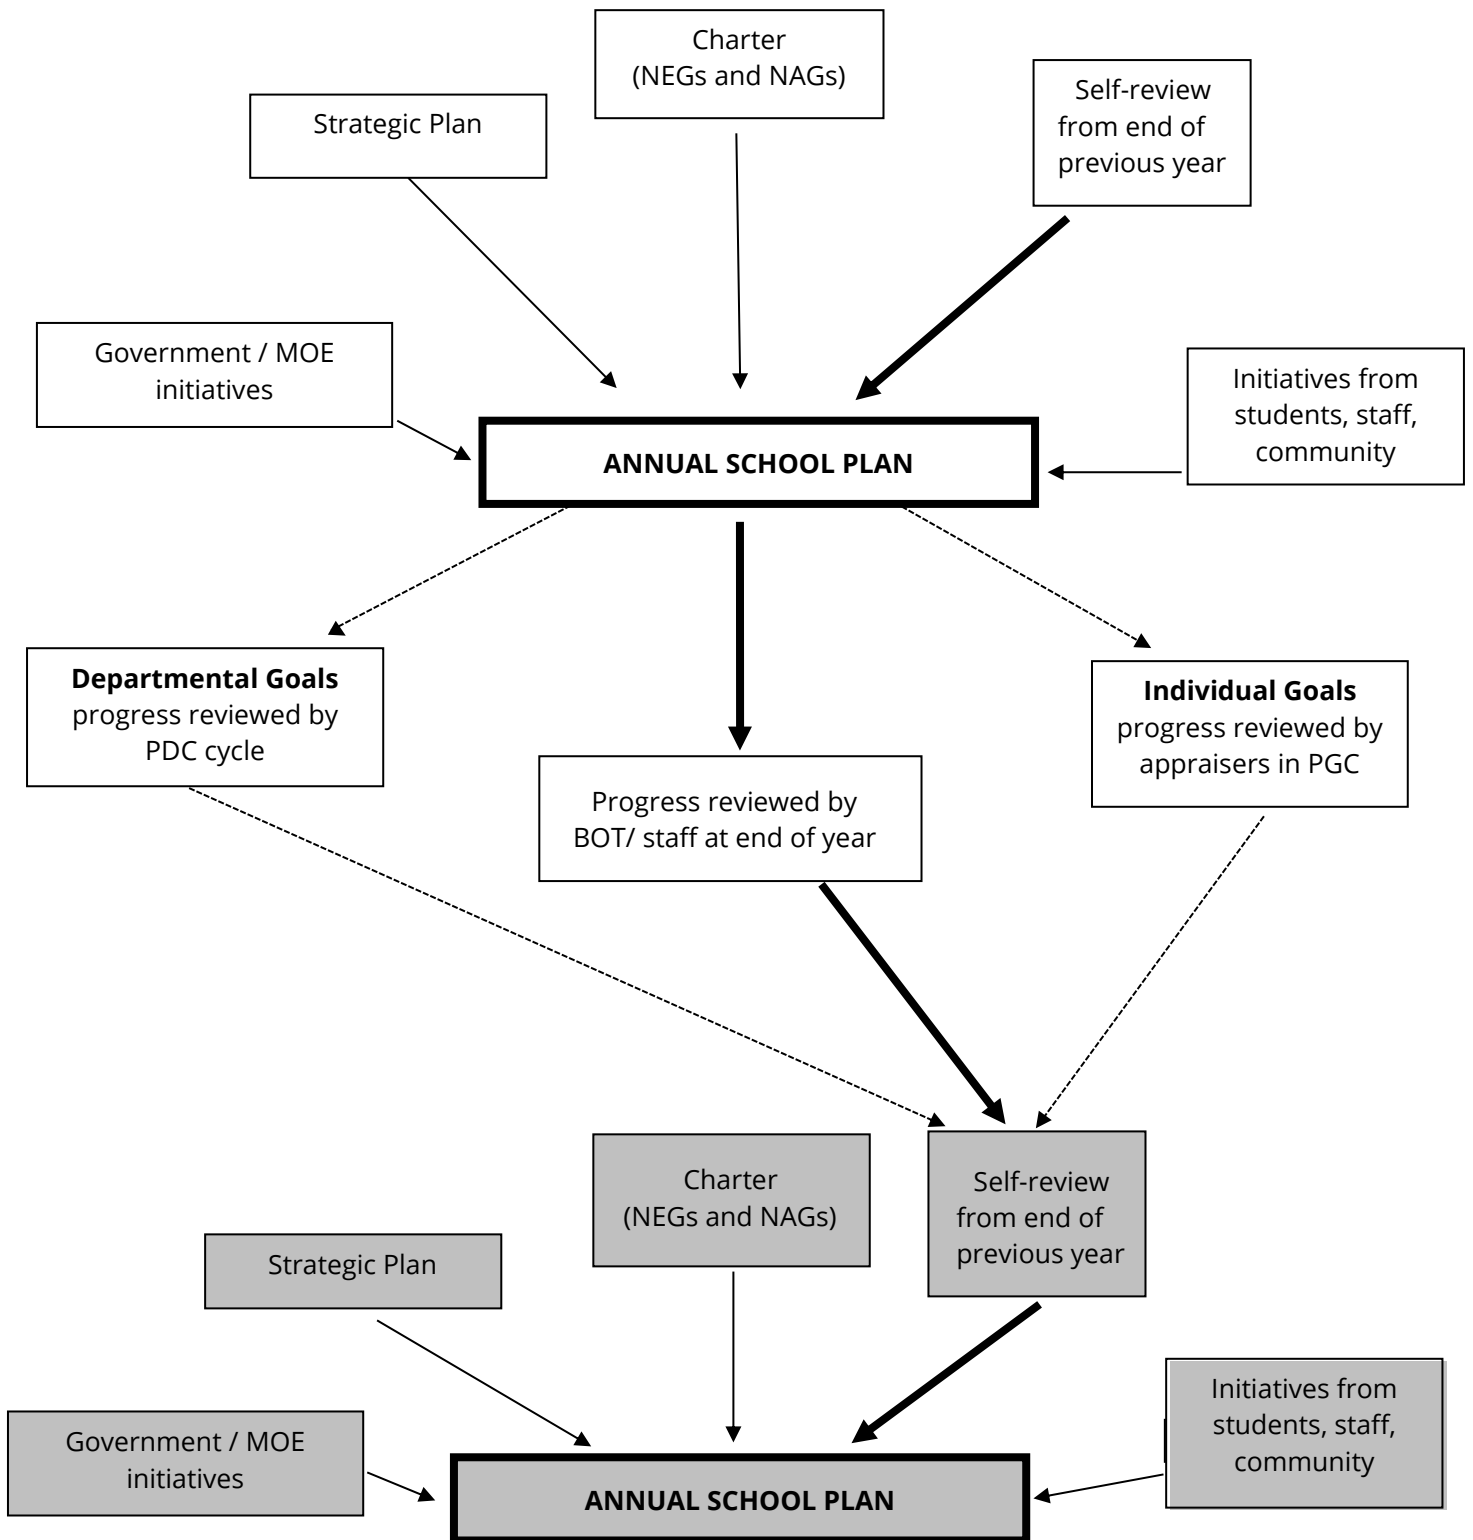 Charter
(NEGs and NAGs)
Self-review
from end of
previous year
Strategic Plan
Government / MOE
initiatives
Initiatives from
students, staff,
community
ANNUAL SCHOOL PLAN
Departmental Goals
progress reviewed by
PDC cycle
Individual Goals
progress reviewed by
appraisers in PGC
Progress reviewed by
BOT/ staff at end of year
Charter
(NEGs and NAGs)
Self-review
from end of
previous year
Strategic Plan
Initiatives from
students, staff,
community
Government / MOE
initiatives
ANNUAL SCHOOL PLAN